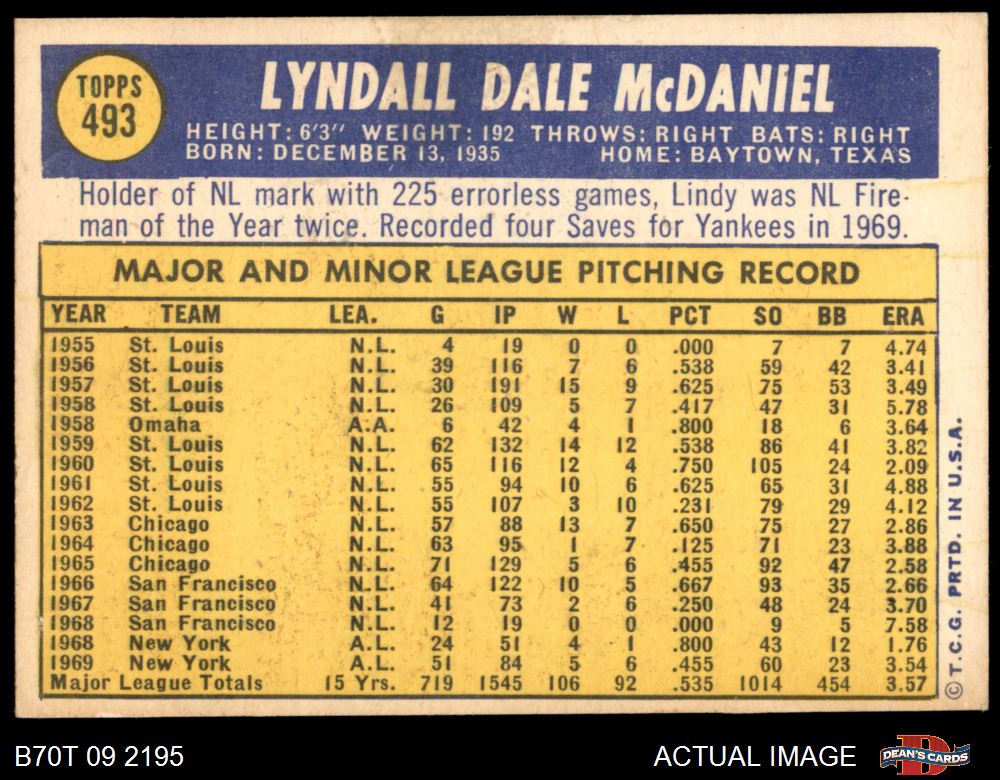 TOPPS
493
LYNDALL DALE McDANIEL
HEIGHT: 6'3" WEIGHT: 192 THROWS: RIGHT BATS: RIGHT
BORN: DECEMBER 13, 1935 HOME: BAYTOWN, TEXAS
Holder of NL mark with 225 errorless games, Lindy was NL Fire-
man of the Year twice. Recorded four Saves for Yankees in 1969.
MAJOR AND MINOR LEAGUE PITCHING RECORD
YEAR TEAM LEA. G IP W L PCT SO BB ERA
1955 St. Louis N.L. 4 19 0 0 .000 7 7 4.74
1956 St. Louis N.L. 39 116 7 6 .538 59 42 3.41
1957 St. Louis N.L. 30 191 15 9 .625 75 53 3.49
1958 St. Louis N.L. 26 109 5 7 .417 47 31 5.78
1958 Omaha A.A. 6 42 4 1 .800 18 6 3.64
1959 St. Louis N.L. 62 132 14 12 .538 86 41 3.82
1960 St. Louis N.L. 65 116 12 4 .750 105 24 2.09
1961 St. Louis N.L. 55 94 10 6 .625 65 31 4.88
1962 St. Louis N.L. 55 107 3 10 .231 79 29 4.12
1963 Chicago N.L. 57 88 13 7 .650 75 27 2.86
1964 Chicago N.L. 63 95 1 7 .125 71 23 3.88
1965 Chicago N.L. 71 129 5 6 .455 92 47 2.58
1966 San Francisco N.L. 64 122 10 5 .667 93 35 2.66
1967 San Francisco N.L. 41 73 2 6 .250 48 24 3.70
1968 San Francisco N.L. 12 19 0 0 .000 9 5 7.58
1968 New York A.L. 24 51 4 1 .800 43 12 1.76
1969 New York A.L. 51 84 5 6 .455 60 23 3.54
Major League Totals 15 Yrs. 719 1545 106 92 .535 1014 454 3.57
© T.C.G. PRTD. IN U.S.A.
B70T 09 2195 ACTUAL IMAGE DEAN'S CARDS